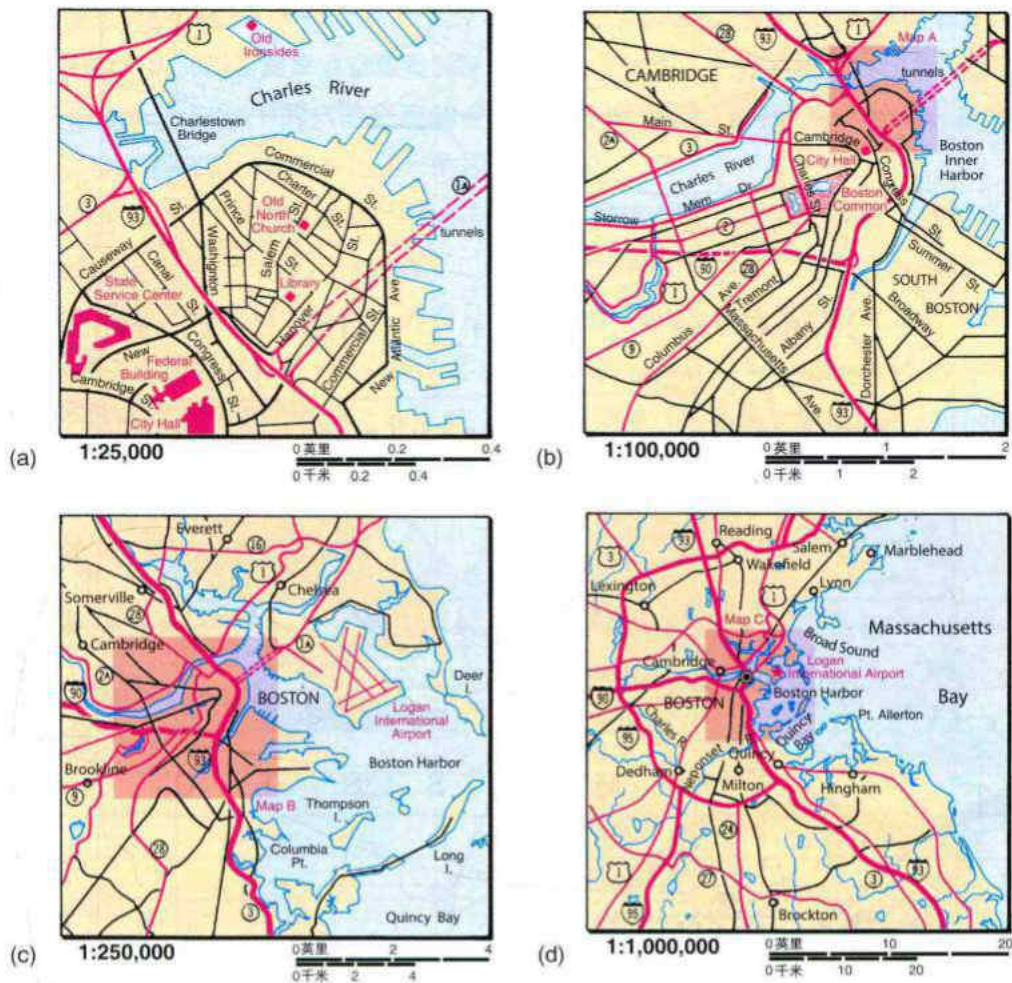 1
Old
Ironsides
Charles River
Charlestown
Bridge
Commercial
St.
Charter
St.
Prince
Old
North
Church
St.
St.
3
93
St.
Washignton
Salem
St.
1A
tunnels
Causeway
Canal
St.
State
Service Center
Library
Hanover
New
Congress
St.
Federal
Building
Cambridge
St.
City Hall
Commercial St.
New
Atlantic
Ave.
(a)
1:25,000
0 英里 0.2 0.4
0 千米 0.2 0.4
28
93
1
Map A
CAMBRIDGE
tunnels
2A
Main
St.
3
Cambridge
City Hall
Boston
Inner
Harbor
Charles River
Charles St.
Congress
St.
Boston
Common
Storrow
Mem
Dr.
2
90
28
1
Summer
St.
SOUTH
BOSTON
Ave.
Tremont
St.
Massachusetts
Albany
Broadway
9
Columbus
Ave.
Dorchester
Ave.
93
(b)
1:100,000
0 英里 1 2
0 千米 1 2
Everett
16
1
Somerville
28
Chelsea
Cambridge
1A
2A
90
BOSTON
Deer
I.
Logan
International
Airport
93
Boston Harbor
Brookline
9
Map B
Thompson
I.
28
Columbia
Pt.
Long
I.
3
Quincy Bay
(c)
1:250,000
0 英里 2 4
0 千米 2 4
3
93
Reading
Salem
Marblehead
Wakefield
1
Lexington
Lynn
Map C
Massachusetts
Bay
Broad Sound
Cambridge
Logan
International Airport
BOSTON
Boston Harbor
90
Pt. Allerton
95
Charles R.
Quincy
Bay
Neponset
Quincy
Dedham
Milton
Hingham
24
1
27
3
93
95
Brockton
(d)
1:1,000,000
0 英里 10 20
0 千米 10 20